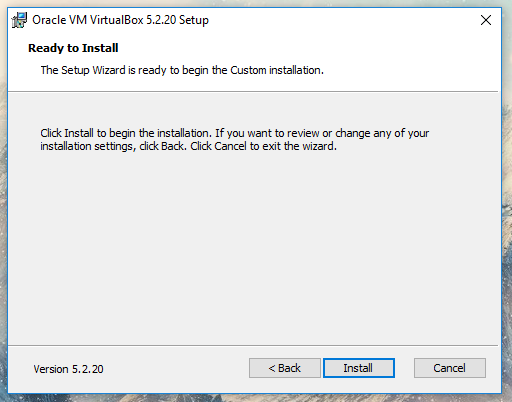 Oracle VM VirtualBox 5.2.20 Setup
Ready to Install
The Setup Wizard is ready to begin the Custom installation.
Click Install to begin the installation. If you want to review or change any of your
installation settings, click Back. Click Cancel to exit the wizard.
Version 5.2.20
< Back
Install
Cancel